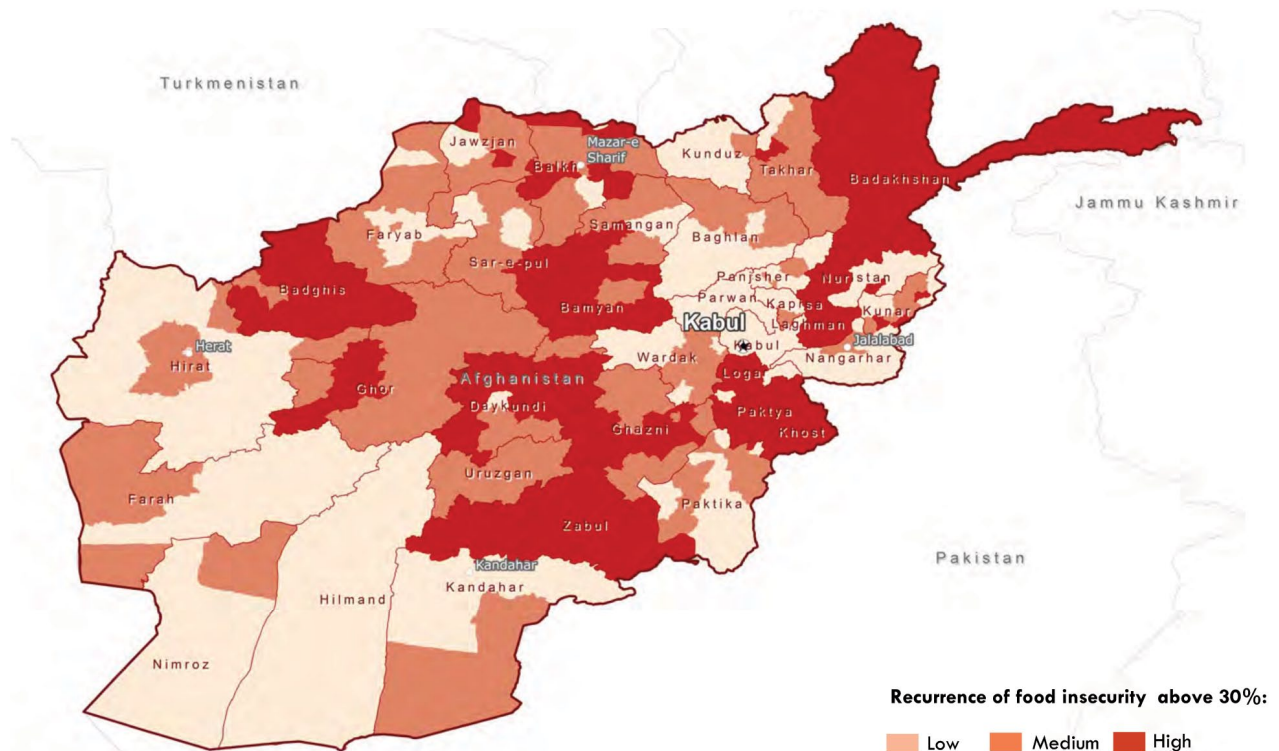 Turkmenistan
Jawzjan
Mazar-e
Sharif
Balkh
Kunduz
Takhar
Badakhshan
Jammu Kashmir
Faryab
Samangan
Baghlan
Sar-e-pul
Panjsher
Nuristan
Badghis
Bamyan
Parwan
Kapisa
Kunar
Kabul
Laghman
Herat
Hirat
Wardak
Kabul
Jalalabad
Nangarhar
Ghor
Afghanistan
Loga
Daykundi
Paktya
Ghazni
Khost
Uruzgan
Farah
Paktika
Zabul
Pakistan
Kandahar
Kandahar
Hilmand
Nimroz
Recurrence of food insecurity above 30%:
Low Medium High